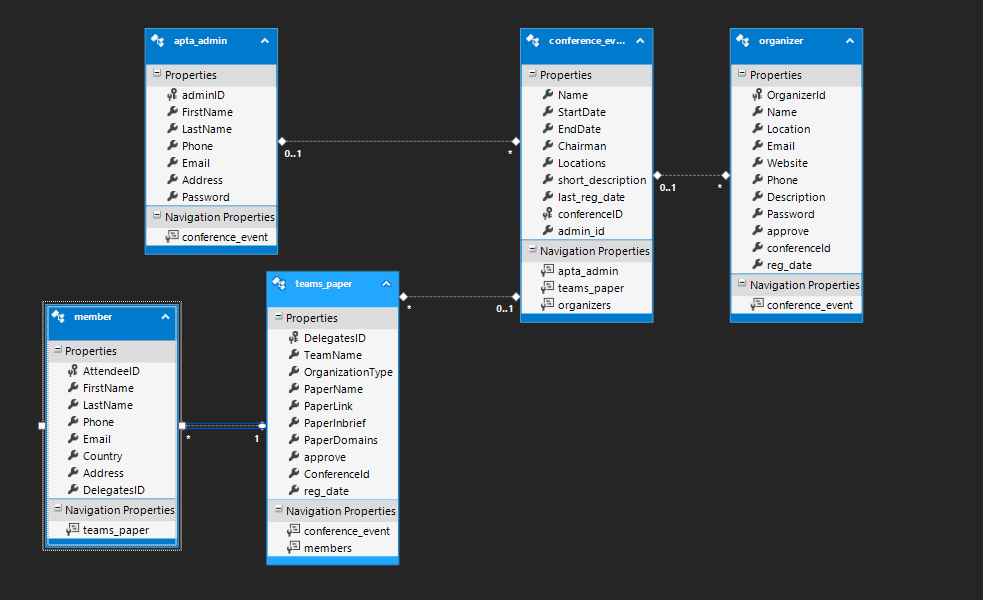 apta_admin
Properties
adminID
FirstName
LastName
Phone
Email
Address
Password
Navigation Properties
conference_event
0..1
*
conference_ev...
Properties
Name
StartDate
EndDate
Chairman
Locations
short_description
last_reg_date
conferenceID
admin_id
Navigation Properties
apta_admin
teams_paper
organizers
0..1
*
organizer
Properties
OrganizerId
Name
Location
Email
Website
Phone
Description
Password
approve
conferenceId
reg_date
Navigation Properties
conference_event
member
Properties
AttendeeID
FirstName
LastName
Phone
Email
Country
Address
DelegatesID
Navigation Properties
teams_paper
*
1
teams_paper
Properties
DelegatesID
TeamName
OrganizationType
PaperName
PaperLink
PaperInbrief
PaperDomains
approve
ConferenceId
reg_date
Navigation Properties
conference_event
members
*
0..1